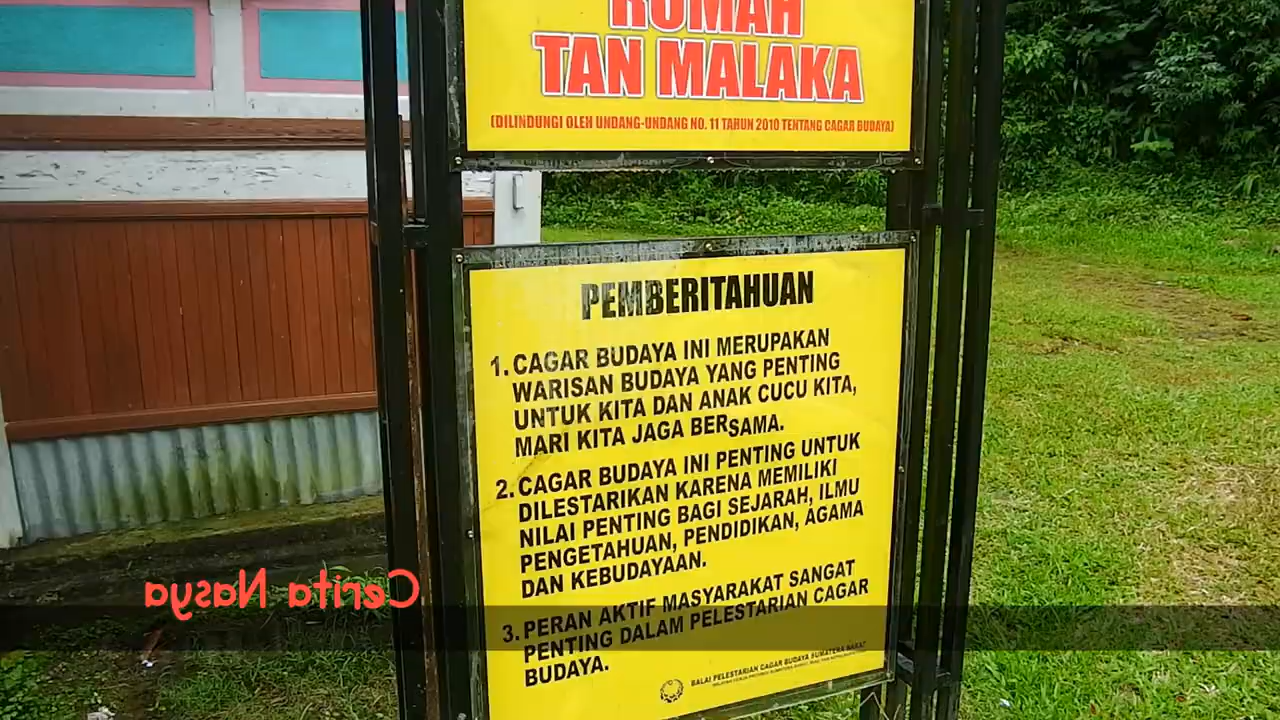 RUMAH
TAN MALAKA
(DILINDUNGI OLEH UNDANG-UNDANG NO. 11 TAHUN 2010 TENTANG CAGAR BUDAYA)
PEMBERITAHUAN
1. CAGAR BUDAYA INI MERUPAKAN
WARISAN BUDAYA YANG PENTING
UNTUK KITA DAN ANAK CUCU KITA,
MARI KITA JAGA BERSAMA.
2. CAGAR BUDAYA INI PENTING UNTUK
DILESTARIKAN KARENA MEMILIKI
NILAI PENTING BAGI SEJARAH, ILMU
PENGETAHUAN, PENDIDIKAN, AGAMA
DAN KEBUDAYAAN.
3. PERAN AKTIF MASYARAKAT SANGAT
PENTING DALAM PELESTARIAN CAGAR
BUDAYA.
BALAI PELESTARIAN CAGAR BUDAYA SUMATERA BARAT
Cerita Nasya